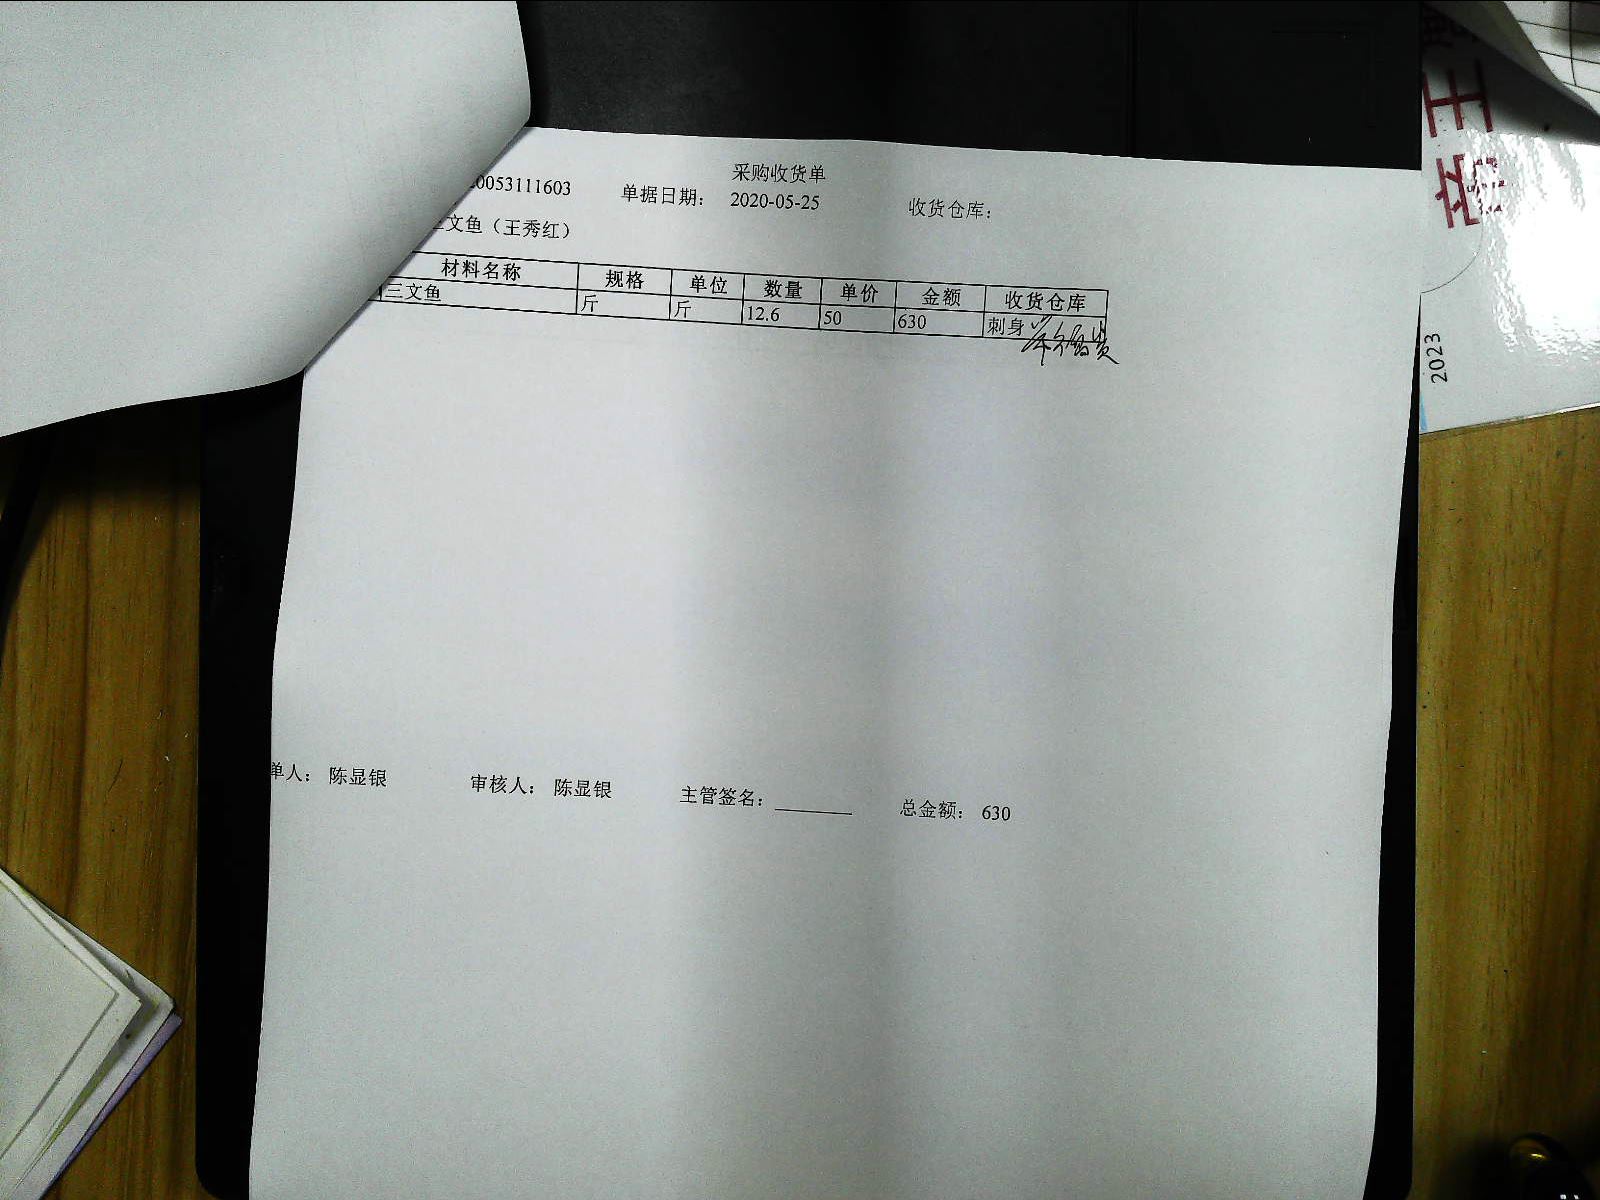 采购收货单
0053111603 单据日期： 2020-05-25 收货仓库：
文鱼（王秀红）
材料名称 规格 单位 数量 单价 金额 收货仓库
三文鱼 斤 斤 12.6 50 630 刺身
单人： 陈显银 审核人： 陈显银 主管签名： 总金额： 630
2023